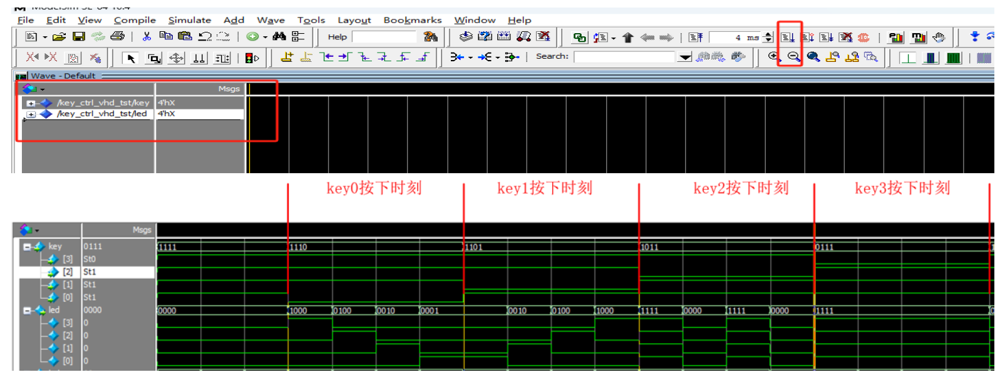 File Edit View Compile Simulate Add Wave Tools Layout Bookmarks Window Help
Help 4 ms
Search:
Wave - Default
Msgs
/key_ctrl_vhd_tst/key 4'hX
/key_ctrl_vhd_tst/led 4'hX
key0按下时刻 key1按下时刻 key2按下时刻 key3按下时刻
Msgs
key 0111 1111 1110 1101 1011 0111
[3] St0
[2] St1
[1] St1
[0] St1
led 0000 0000 1000 0100 0010 0001 0010 0100 1000 1111 0000 1111 0000 1111
[3] 0
[2] 0
[1] 0
[0] 0